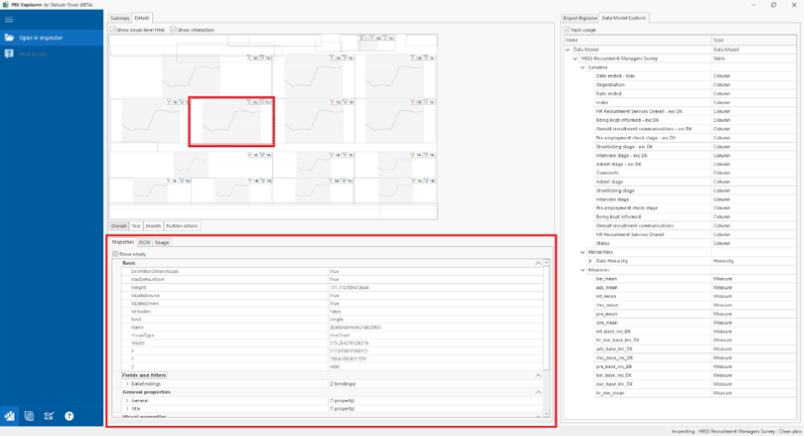 PBI Explorer by Datside-Tools (BETA)
Open in Inspector
Summary Details
Show visual-level filter Show interaction
Overall Year Month Further details
Properties JSON Usage
Show empty
Basic
DrillFilterOtherVisuals True
HasDefaultSort True
Height
IsDataBound True
IsDataDriven True
IsHidden False
Kind Single
Name
VisualType lineChart
Width
X
Y
Z 4000
Fields and filters
DataBindings (2 bindings)
General properties
General (1 property)
Title (1 property)
Visual properties
Report Explorer Data Model Explorer
Track usage
Name Type
Data Model Data Model
HRSS Recruitment Managers Survey Table
Columns
Date ended - Year Column
Organisation Column
Date ended Column
Index Column
HR Recruitment Services Overall - exc DK Column
Being kept informed - exc DK Column
Overall recruitment communications - exc DK Column
Pre-employment check stage - exc DK Column
Shortlisting stage - exc DK Column
Interview stage - exc DK Column
Advert stage - exc DK Column
Comments Column
Advert stage Column
Shortlisting stage Column
Interview stage Column
Pre-employment check stage Column
Being kept informed Column
Overall recruitment communications Column
HR Recruitment Services Overall Column
Status Column
Hierarchies
Date Hierarchy Hierarchy
Measures
bei_mean Measure
adv_mean Measure
int_mean Measure
sho_mean Measure
pre_mean Measure
ove_mean Measure
int_base_inc_DK Measure
hr_ove_base_inc_DK Measure
adv_base_inc_DK Measure
sho_base_inc_DK Measure
pre_base_inc_DK Measure
bei_base_inc_DK Measure
ove_base_inc_DK Measure
hr_ove_mean Measure
Inspecting HRSS Recruitment Managers Survey - Clean.pbix